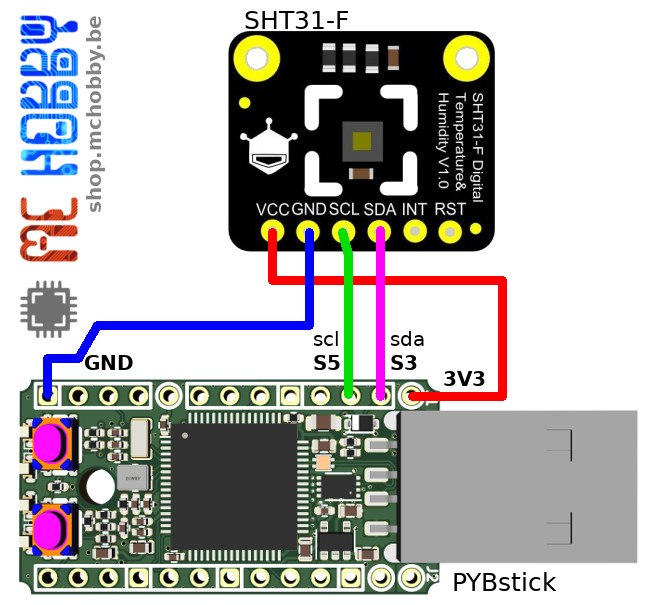 SHT31-F
MC HOBBY
shop.mchobby.be
SHT31-F Digital
Temperature&
Humidity V1.0
VCC GND SCL SDA INT RST
scl
sda
GND
S5
S3
3V3
J2
PYBstick